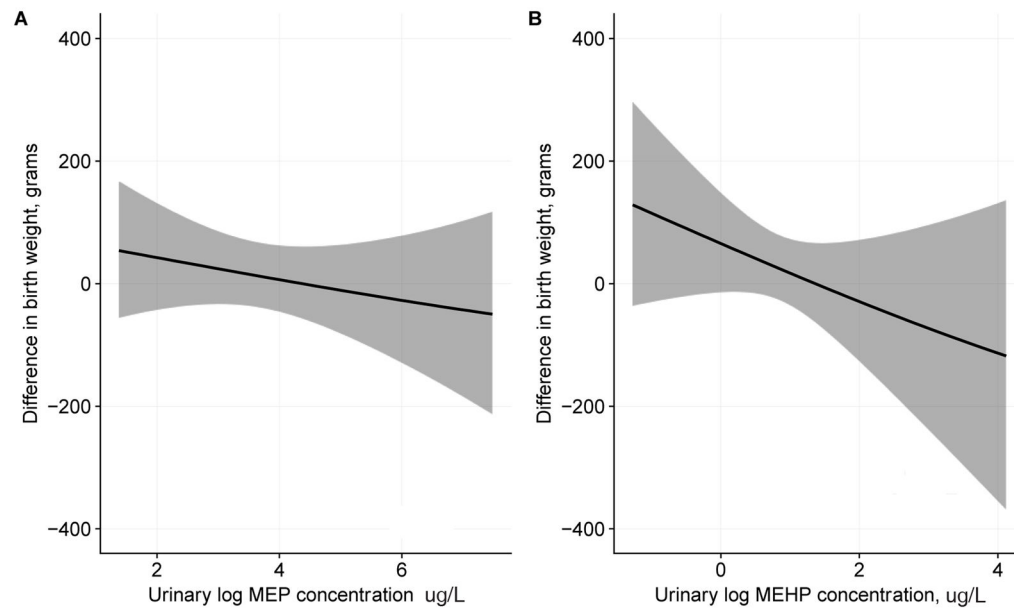 A
400
200
0
−200
−400
Difference in birth weight, grams
2 4 6
Urinary log MEP concentration ug/L
B
400
200
0
−200
−400
Difference in birth weight, grams
0 2 4
Urinary log MEHP concentration, ug/L